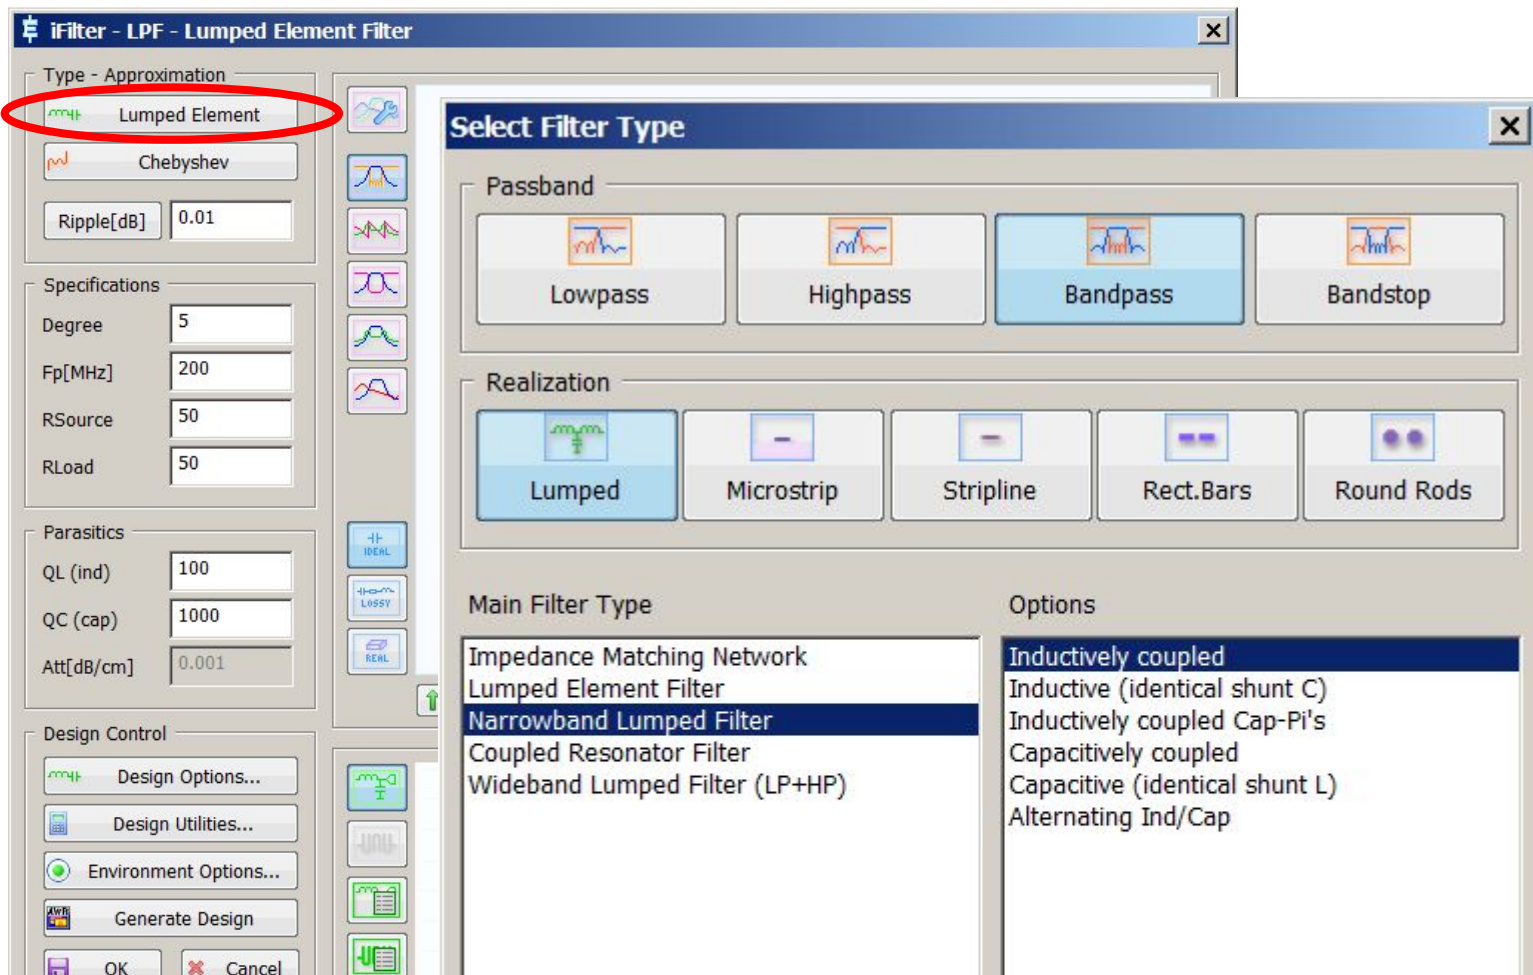 iFilter - LPF - Lumped Element Filter
Type - Approximation
Lumped Element
Chebyshev
Ripple[dB] 0.01
Specifications
Degree 5
Fp[MHz] 200
RSource 50
RLoad 50
Parasitics
QL (ind) 100
QC (cap) 1000
Att[dB/cm] 0.001
Design Control
Design Options...
Design Utilities...
Environment Options...
AWR Generate Design
OK Cancel
IDEAL
LOSSY
REAL
Select Filter Type
Passband
Lowpass Highpass Bandpass Bandstop
Realization
Lumped Microstrip Stripline Rect.Bars Round Rods
Main Filter Type
Impedance Matching Network
Lumped Element Filter
Narrowband Lumped Filter
Coupled Resonator Filter
Wideband Lumped Filter (LP+HP)
Options
Inductively coupled
Inductive (identical shunt C)
Inductively coupled Cap-Pi's
Capacitively coupled
Capacitive (identical shunt L)
Alternating Ind/Cap